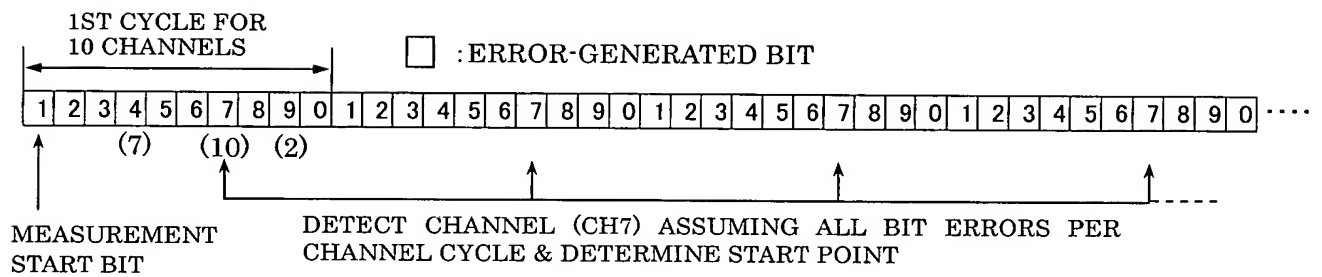 1ST CYCLE FOR
10 CHANNELS
: ERROR-GENERATED BIT
1 2 3 4 5 6 7 8 9 0 1 2 3 4 5 6 7 8 9 0 1 2 3 4 5 6 7 8 9 0 1 2 3 4 5 6 7 8 9 0 ····
(7) (10) (2)
MEASUREMENT
START BIT
DETECT CHANNEL (CH7) ASSUMING ALL BIT ERRORS PER
CHANNEL CYCLE & DETERMINE START POINT